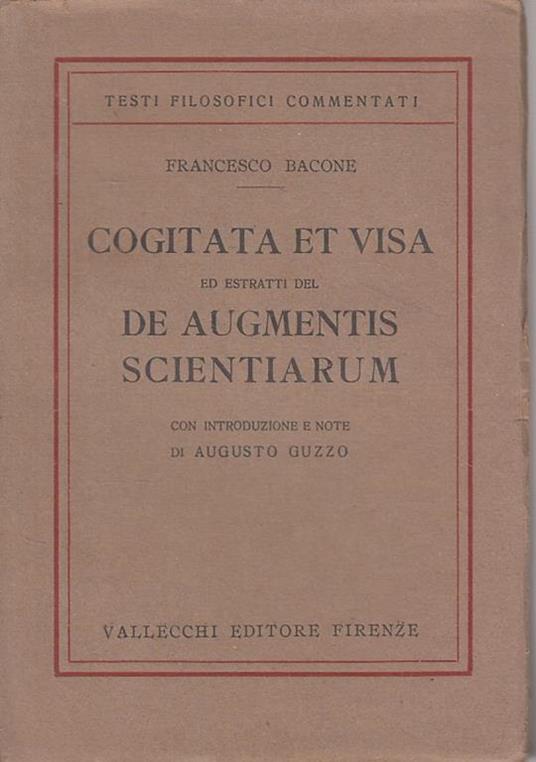 TESTI FILOSOFICI COMMENTATI
FRANCESCO BACONE
COGITATA ET VISA
ED ESTRATTI DEL
DE AUGMENTIS
SCIENTIARUM
CON INTRODUZIONE E NOTE
DI AUGUSTO GUZZO
VALLECCHI EDITORE FIRENZE